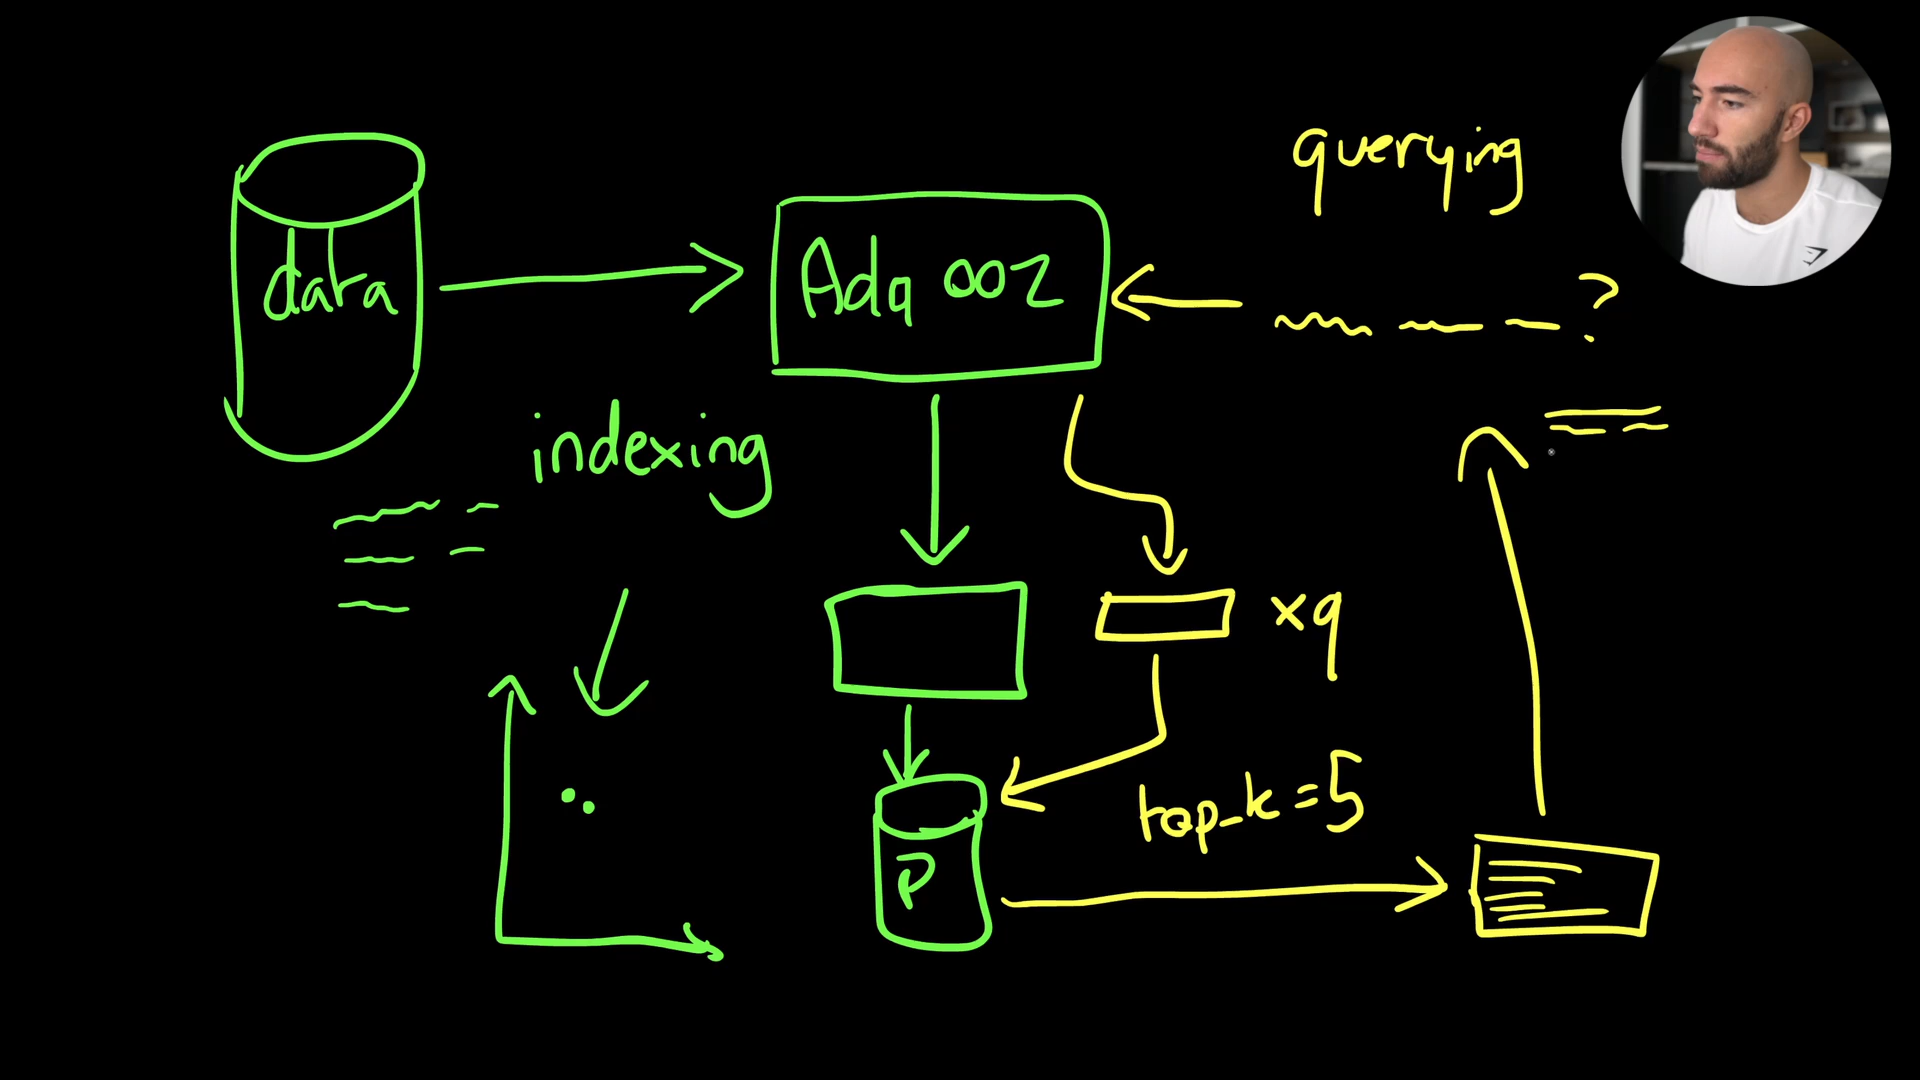 querying
data
Ada 002
?
indexing
xq
top_k = 5
P